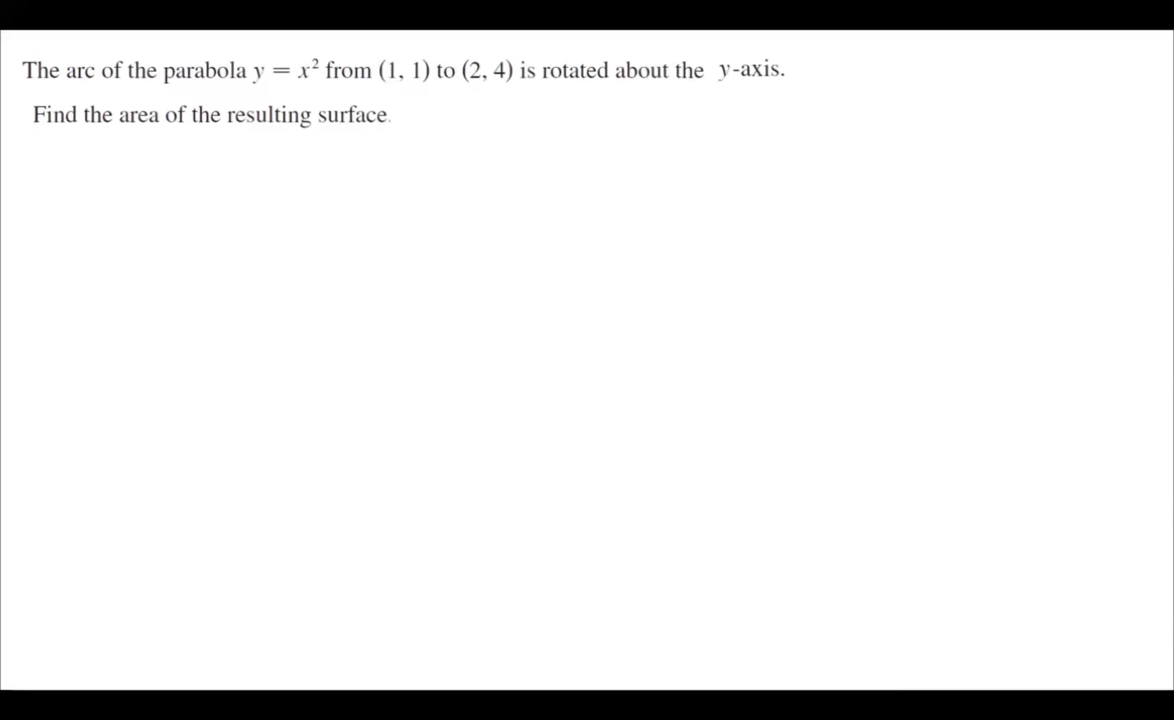 The arc of the parabola y = x² from (1, 1) to (2, 4) is rotated about the y-axis.
Find the area of the resulting surface.